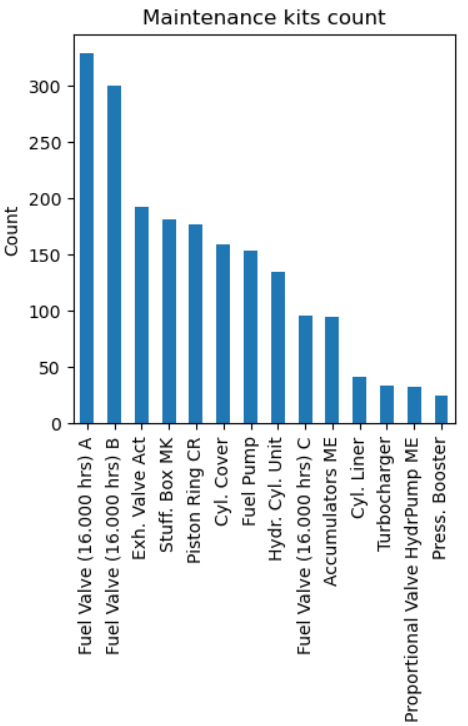 Maintenance kits count
Count
300
250
200
150
100
50
0
Fuel Valve (16.000 hrs) A
Fuel Valve (16.000 hrs) B
Exh. Valve Act
Stuff. Box MK
Piston Ring CR
Cyl. Cover
Fuel Pump
Hydr. Cyl. Unit
Fuel Valve (16.000 hrs) C
Accumulators ME
Cyl. Liner
Turbocharger
Proportional Valve HydrPump ME
Press. Booster